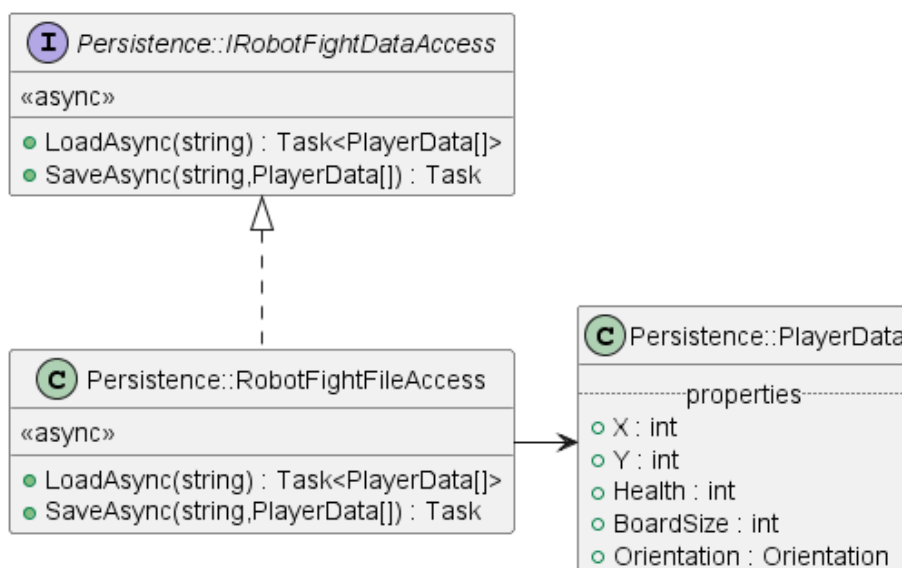 I Persistence::IRobotFightDataAccess
«async»
LoadAsync(string) : Task<PlayerData[]>
SaveAsync(string,PlayerData[]) : Task
C Persistence::RobotFightFileAccess
«async»
LoadAsync(string) : Task<PlayerData[]>
SaveAsync(string,PlayerData[]) : Task
C Persistence::PlayerData
properties
X : int
Y : int
Health : int
BoardSize : int
Orientation : Orientation